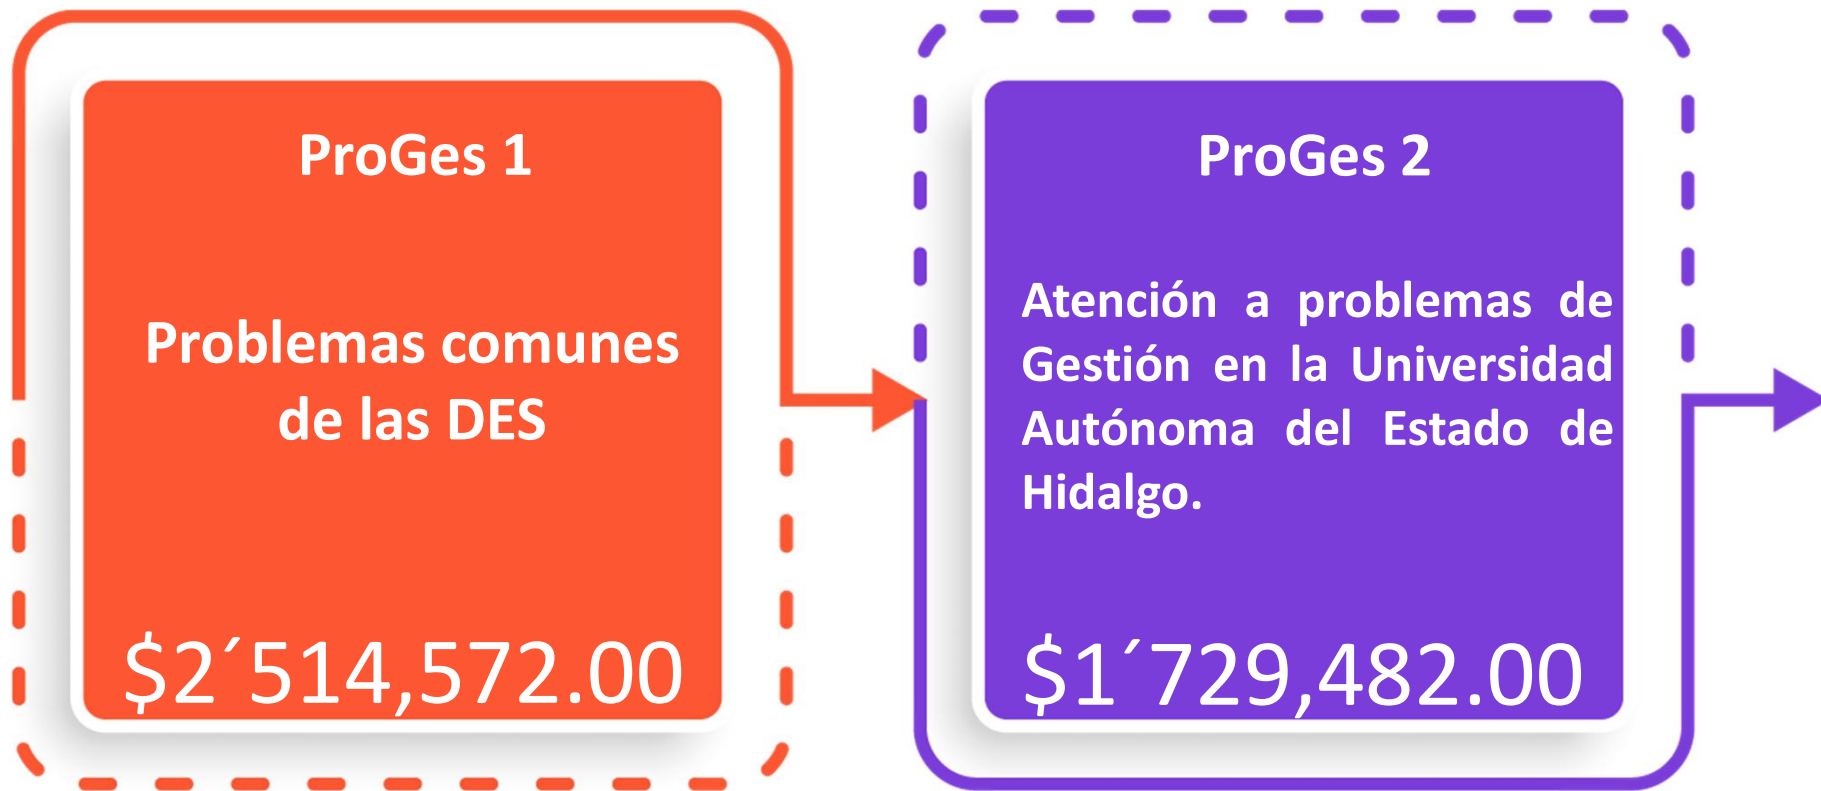 ProGes 1
Problemas comunes
de las DES
$2´514,572.00
ProGes 2
Atención a problemas de
Gestión en la Universidad
Autónoma del Estado de
Hidalgo.
$1´729,482.00